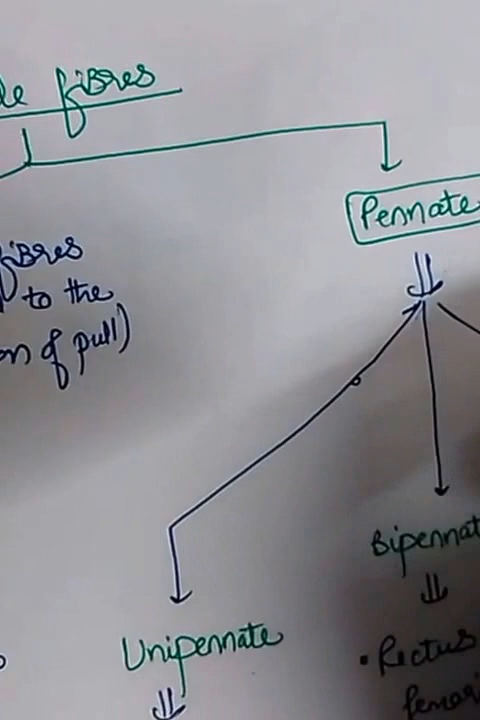 le fibres
Pennate
fibres
to the
on of pull)
Bipennat
Unipennate
• Rectus
femori